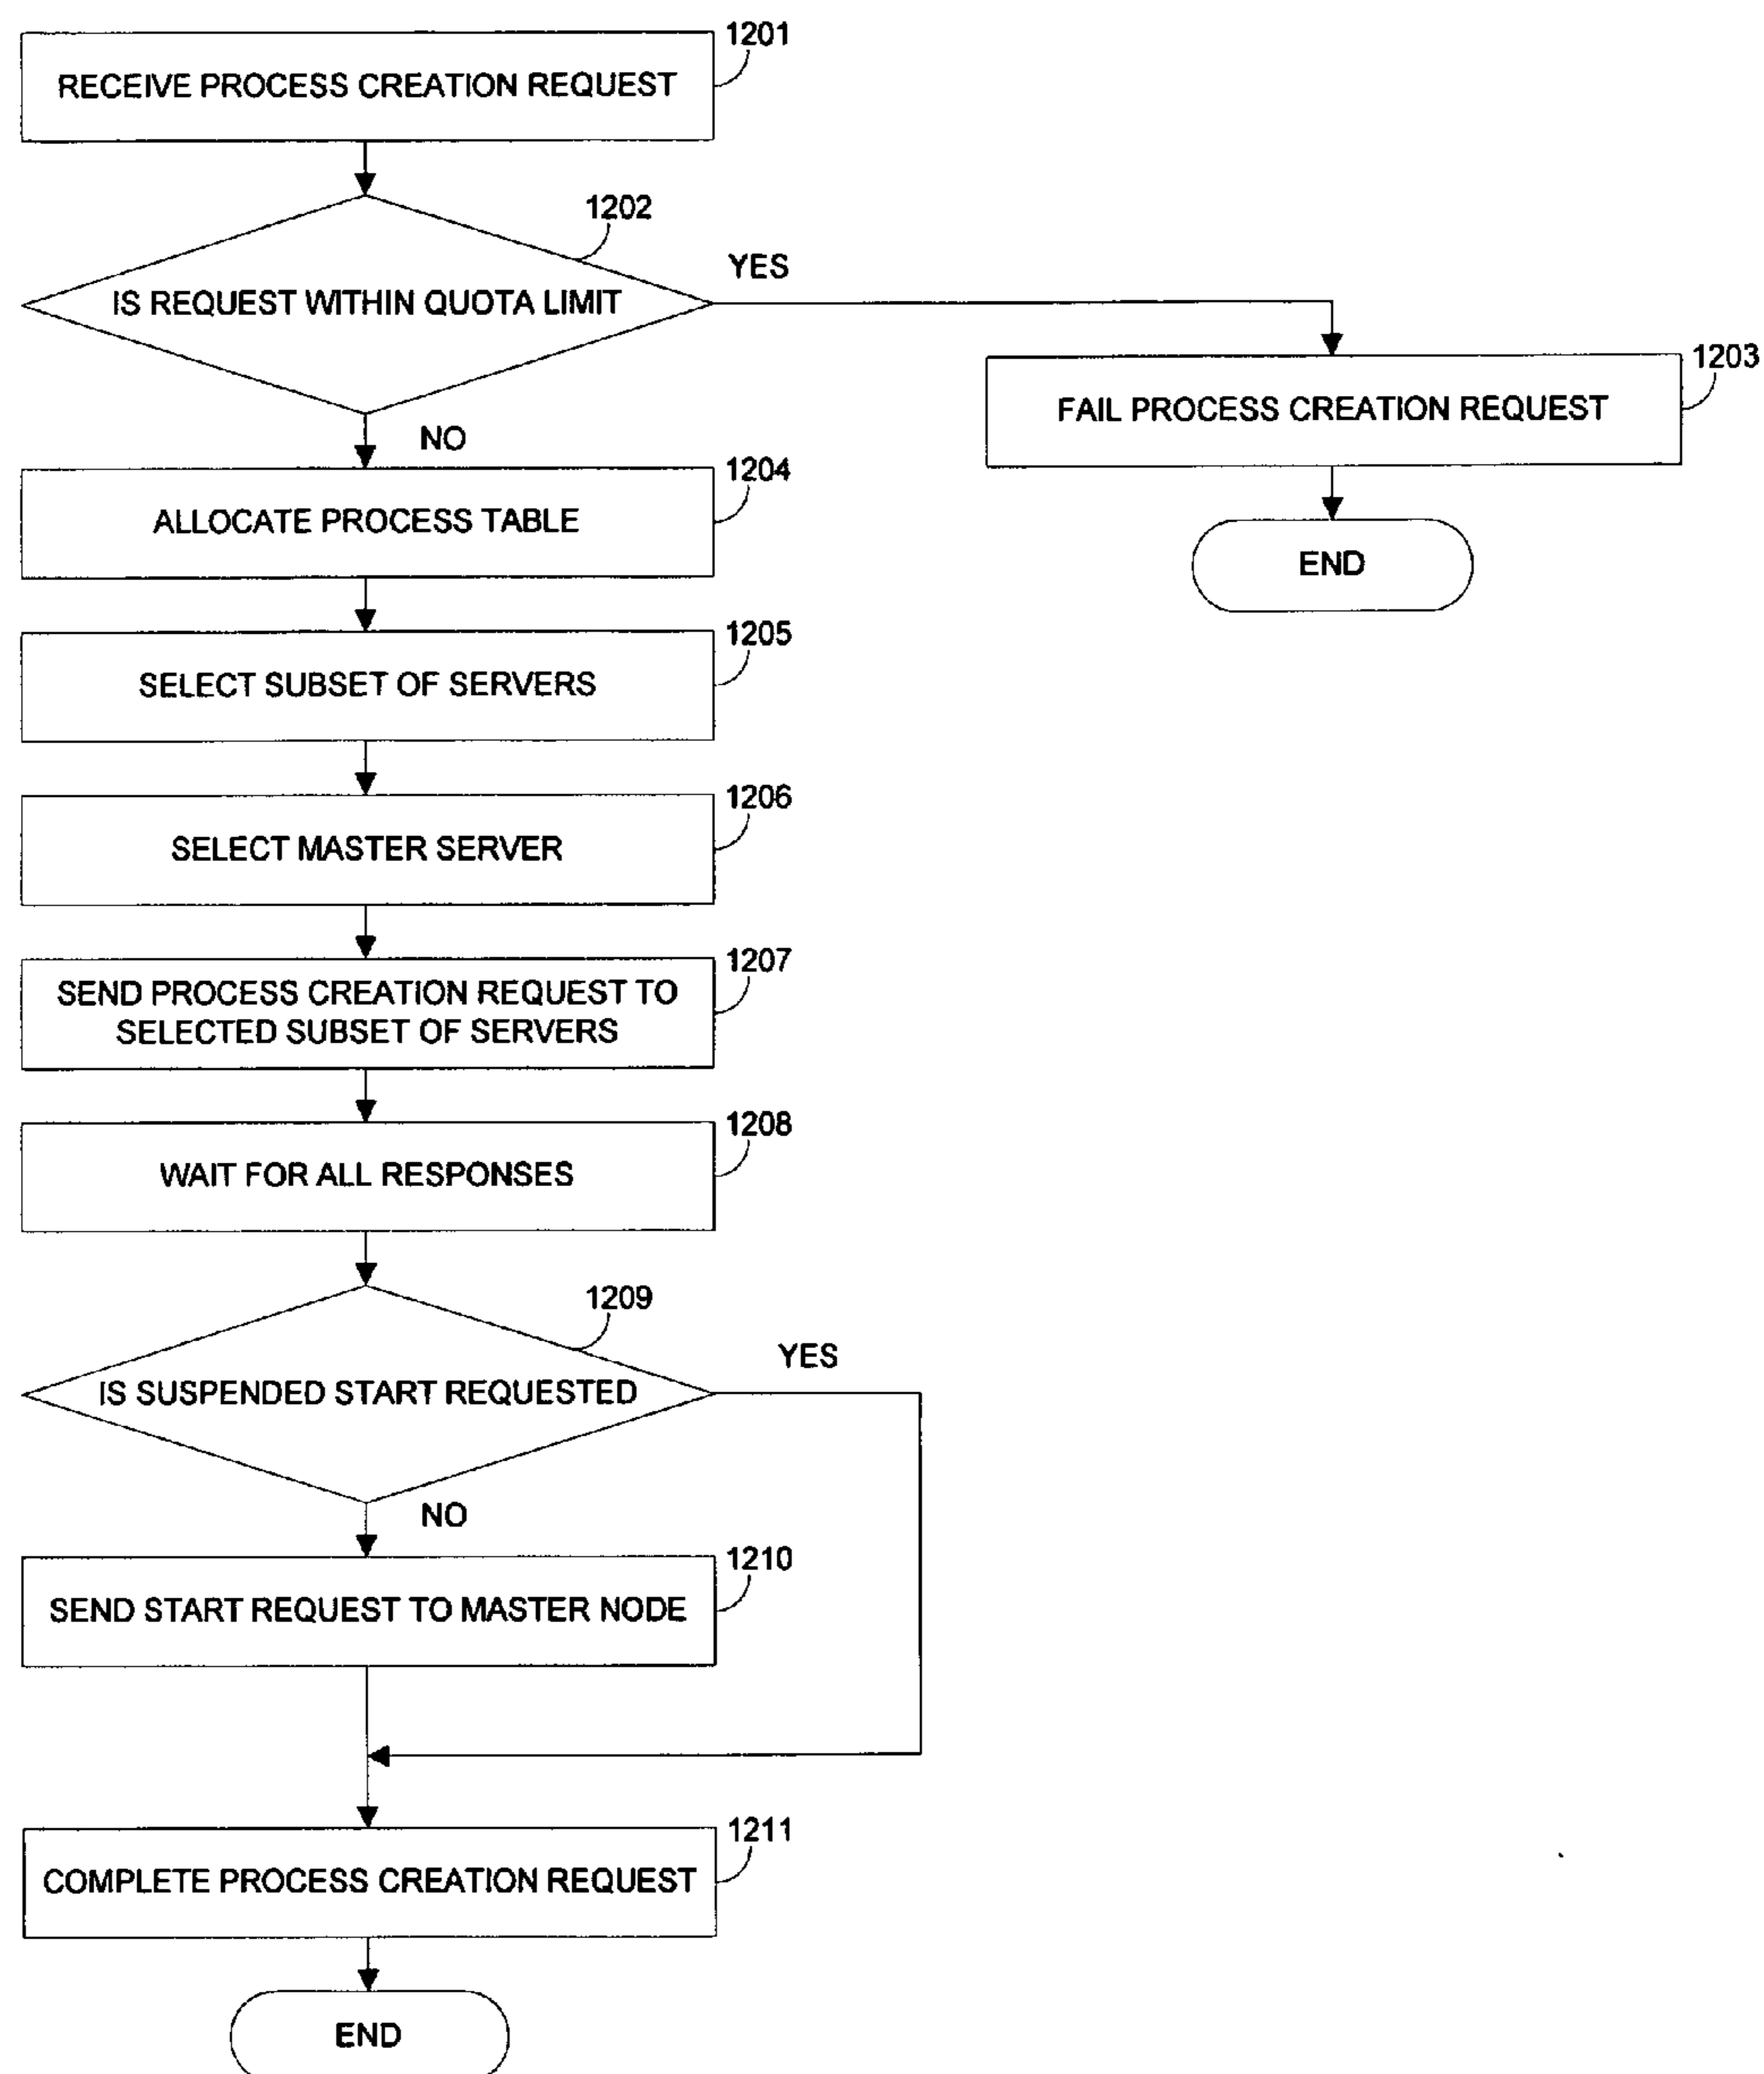 1201
RECEIVE PROCESS CREATION REQUEST
1202
IS REQUEST WITHIN QUOTA LIMIT
YES
1203
FAIL PROCESS CREATION REQUEST
END
NO
1204
ALLOCATE PROCESS TABLE
1205
SELECT SUBSET OF SERVERS
1206
SELECT MASTER SERVER
1207
SEND PROCESS CREATION REQUEST TO
SELECTED SUBSET OF SERVERS
1208
WAIT FOR ALL RESPONSES
1209
IS SUSPENDED START REQUESTED
YES
NO
1210
SEND START REQUEST TO MASTER NODE
1211
COMPLETE PROCESS CREATION REQUEST
END